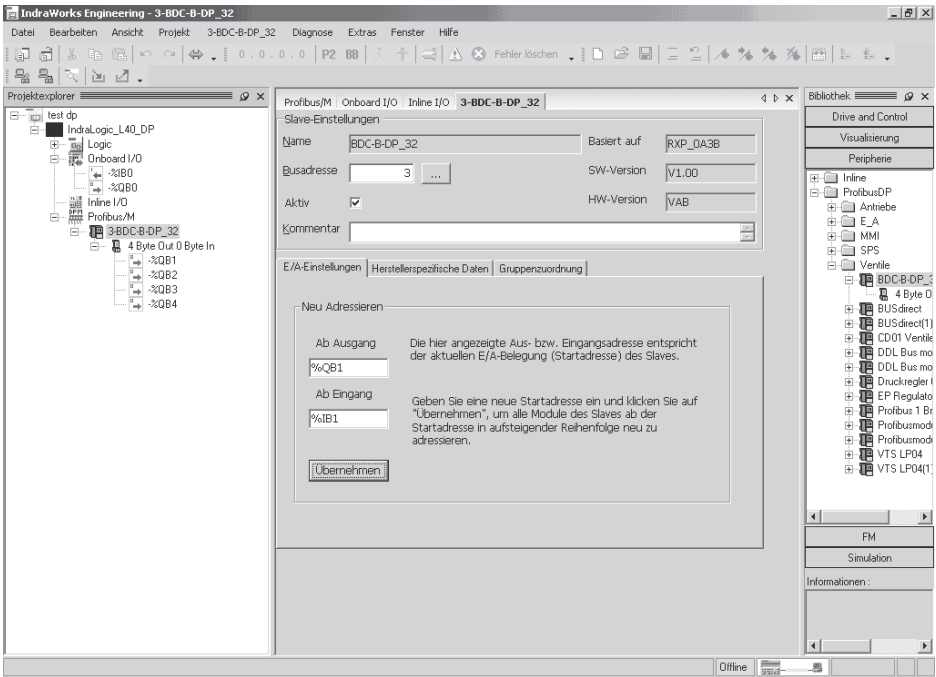 IndraWorks Engineering - 3-BDC-B-DP_32
Datei Bearbeiten Ansicht Projekt 3-BDC-B-DP_32 Diagnose Extras Fenster Hilfe
0 . 0 . 0 . 0 P2 BB Fehler löschen
Projektexplorer
test dp
IndraLogic_L40_DP
Logic
Onboard I/O
-%IB0
-%QB0
Inline I/O
Profibus/M
3-BDC-B-DP_32
4 Byte Out 0 Byte In
-%QB1
-%QB2
-%QB3
-%QB4
Profibus/M Onboard I/O Inline I/O 3-BDC-B-DP_32
Slave-Einstellungen
Name BDC-B-DP_32 Basiert auf RXP_0A3B
Busadresse 3 ... SW-Version V1.00
Aktiv HW-Version VAB
Kommentar
E/A-Einstellungen Herstellerspezifische Daten Gruppenzuordnung
Neu Adressieren
Ab Ausgang
%QB1
Die hier angezeigte Aus- bzw. Eingangsadresse entspricht
der aktuellen E/A-Belegung (Startadresse) des Slaves.
Ab Eingang
%IB1
Geben Sie eine neue Startadresse ein und klicken Sie auf
"Übernehmen", um alle Module des Slaves ab der
Startadresse in aufsteigender Reihenfolge neu zu
adressieren.
Übernehmen
Bibliothek
Drive and Control
Visualisierung
Peripherie
Inline
ProfibusDP
Antriebe
E_A
MMI
SPS
Ventile
BDC-B-DP_3
4 Byte O
BUSdirect
BUSdirect(1)
CD01 Ventile
DDL Bus mo
DDL Bus mo
Druckregler
EP Regulato
Profibus 1 Br
Profibusmod
Profibusmod
VTS LP04
VTS LP04(1)
FM
Simulation
Informationen :
Offline